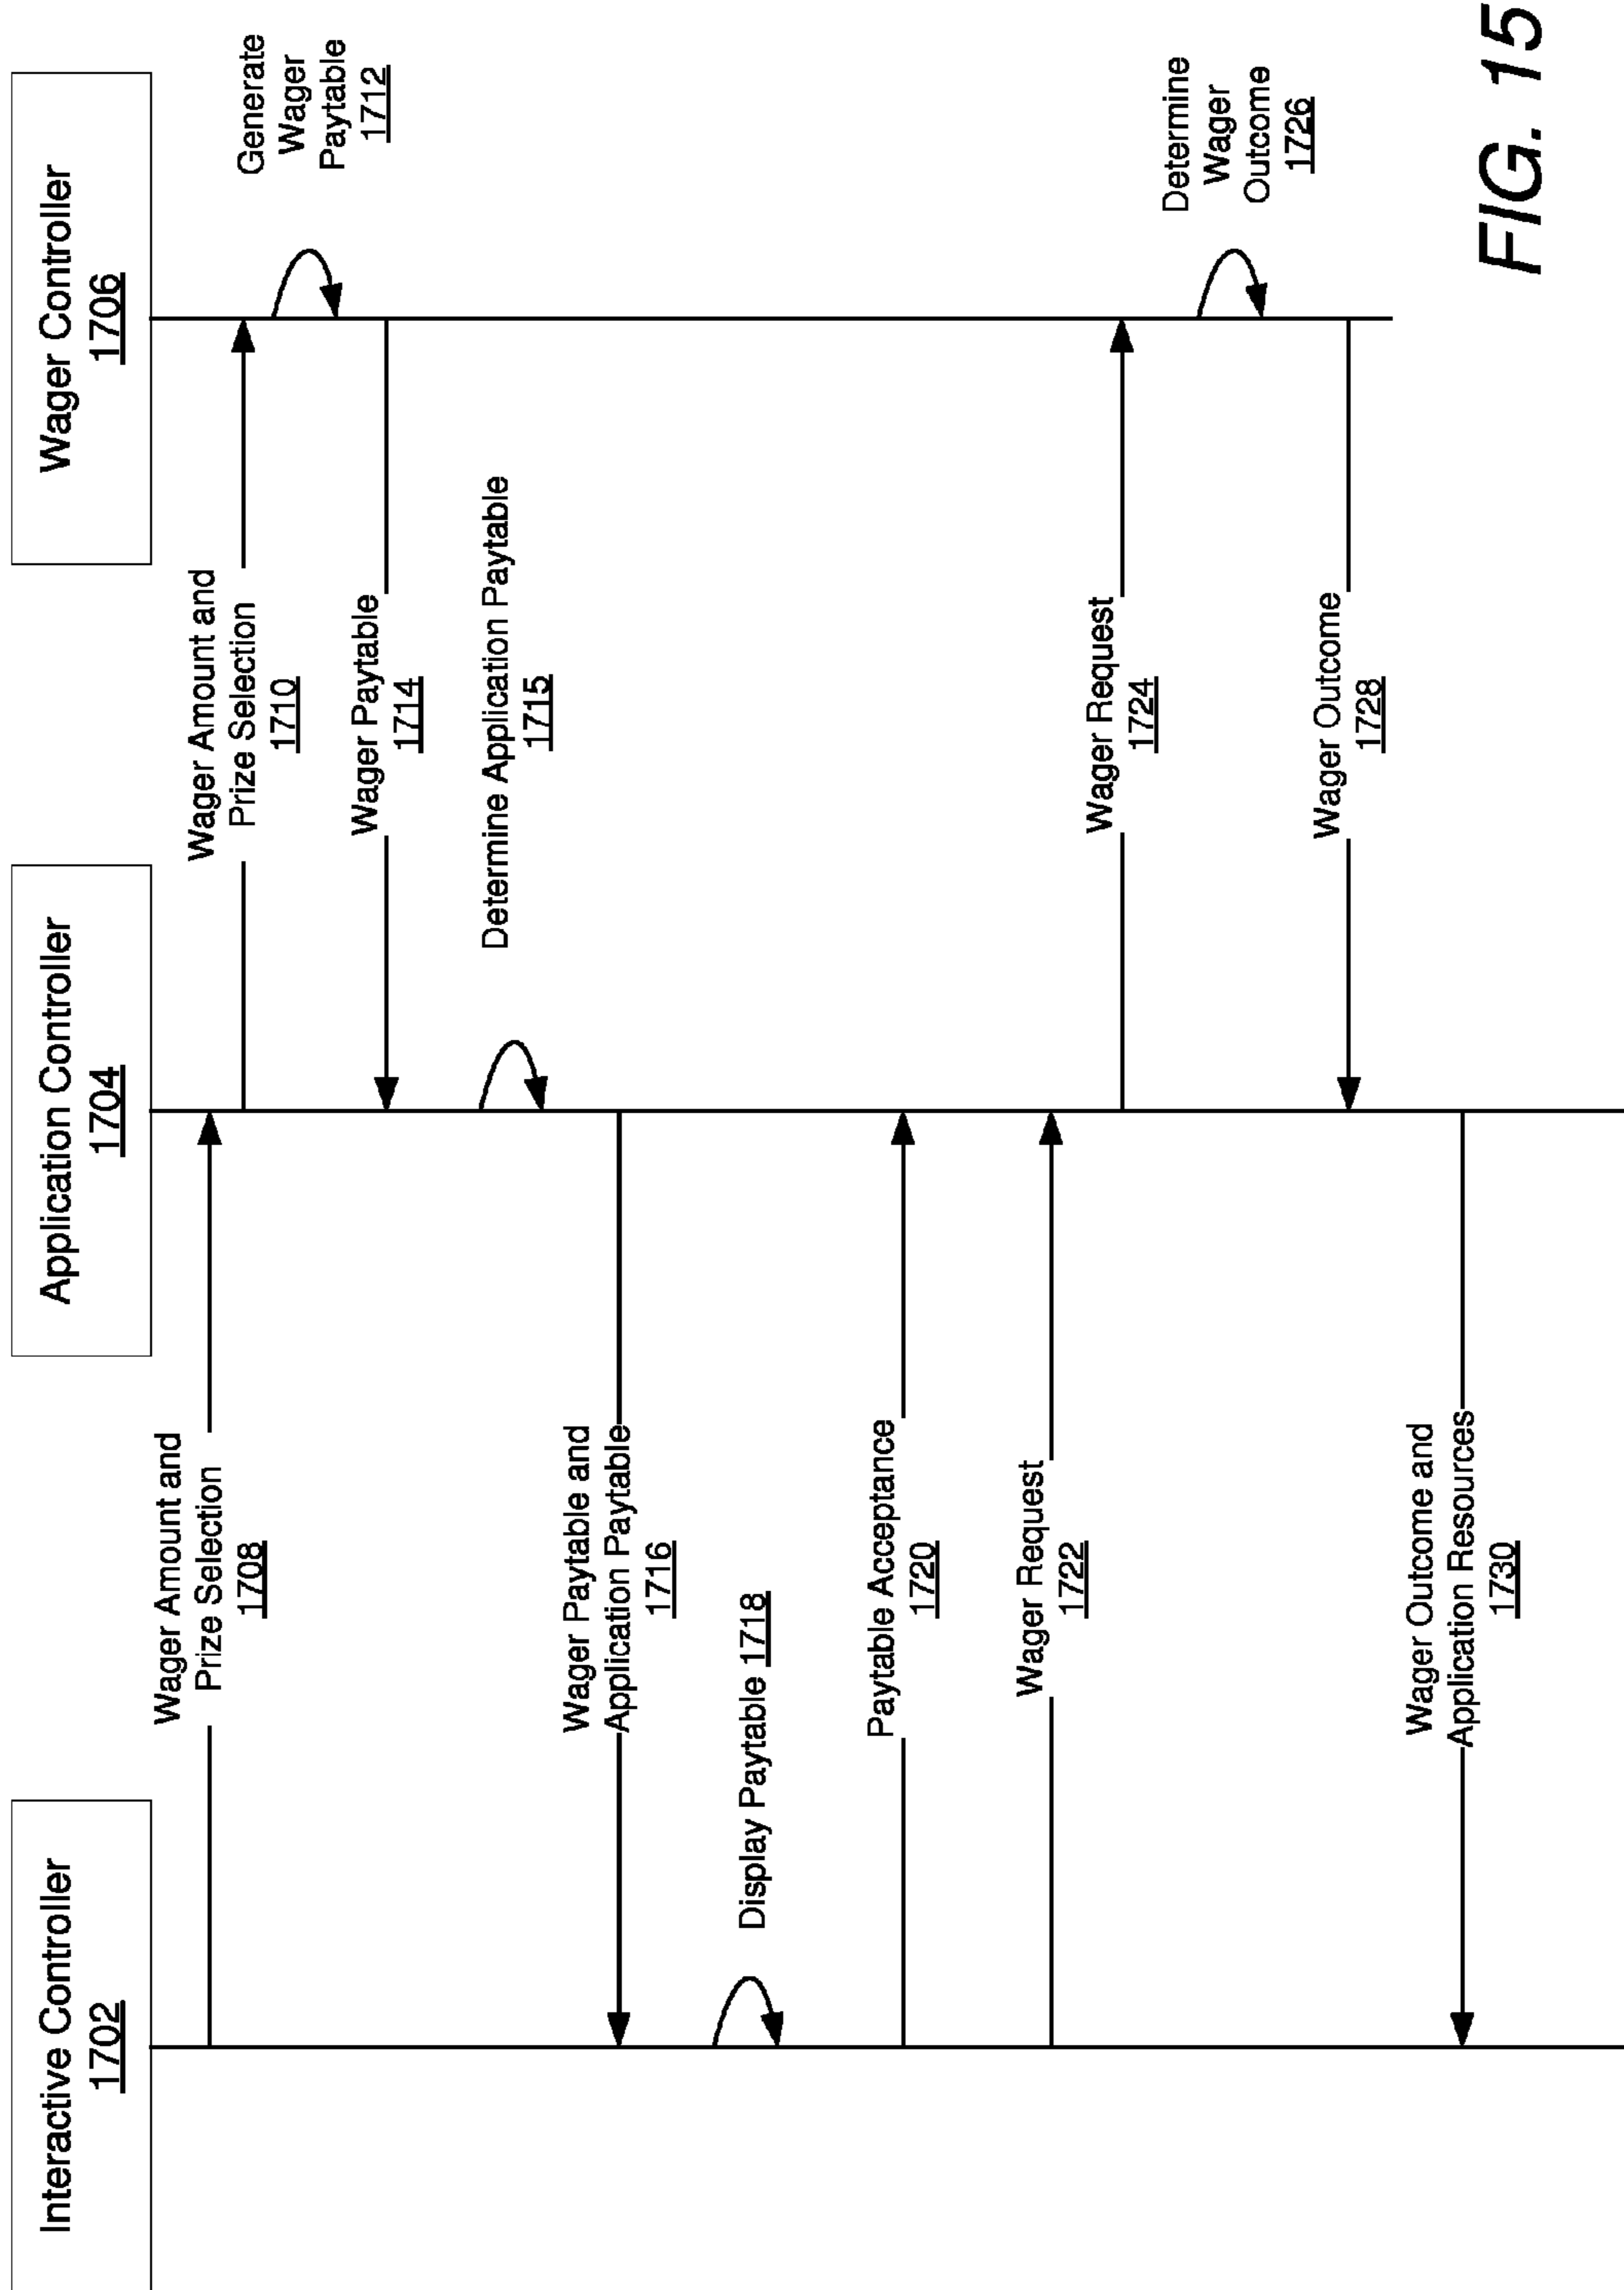 Interactive Controller
1702
Application Controller
1704
Wager Controller
1706
Wager Amount and
Prize Selection
1708
Wager Amount and
Prize Selection
1710
Generate
Wager
Paytable
1712
Wager Paytable
1714
Determine Application Paytable
1715
Wager Paytable and
Application Paytable
1716
Display Paytable 1718
Paytable Acceptance
1720
Wager Request
1722
Wager Request
1724
Determine
Wager
Outcome
1726
Wager Outcome
1728
Wager Outcome and
Application Resources
1730
FIG. 15